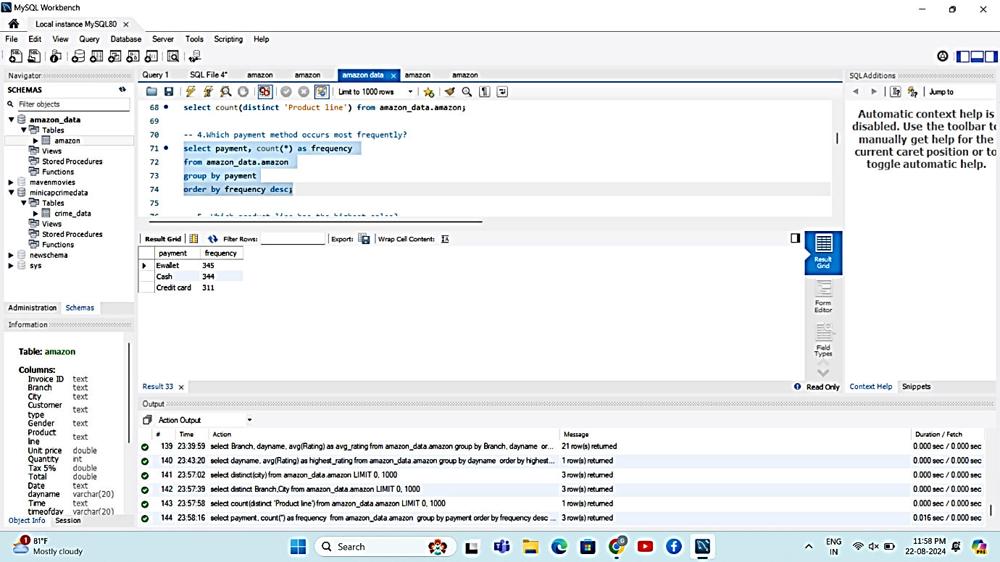 MySQL Workbench
Local instance MySQL80
File Edit View Query Database Server Tools Scripting Help
Navigator
SCHEMAS
Filter objects
amazon_data
Tables
amazon
Views
Stored Procedures
Functions
mavenmovies
minicapcrimedata
Tables
crime_data
Views
Stored Procedures
Functions
newschema
sys
Administration Schemas
Information
Table: amazon
Columns:
Invoice ID text
Branch text
City text
Customer type text
Gender text
Product line text
Unit price double
Quantity int
Tax 5% double
Total double
Date text
dayname varchar(20)
Time text
timeofday varchar(20)
Object Info Session
Query 1 SQL File 4* amazon amazon amazon data amazon amazon
Limit to 1000 rows
68 select count(distinct 'Product line') from amazon_data.amazon;
69
70 -- 4.Which payment method occurs most frequently?
71 select payment, count(*) as frequency
72 from amazon_data.amazon
73 group by payment
74 order by frequency desc;
75
Result Grid Filter Rows: Export: Wrap Cell Content:
payment frequency
Ewallet 345
Cash 344
Credit card 311
Result Grid
Form Editor
Field Types
Result 33
Read Only
SQLAdditions
Jump to
Automatic context help is
disabled. Use the toolbar to
manually get help for the
current caret position or to
toggle automatic help.
Context Help Snippets
Output
Action Output
# Time Action Message Duration / Fetch
139 23:39:59 select Branch, dayname, avg(Rating) as avg_rating from amazon_data.amazon group by Branch, dayname or... 21 row(s) returned 0.000 sec / 0.000 sec
140 23:43:20 select dayname, avg(Rating) as highest_rating from amazon_data.amazon group by dayname order by highest... 1 row(s) returned 0.000 sec / 0.000 sec
141 23:57:02 select distinct(city) from amazon_data.amazon LIMIT 0, 1000 3 row(s) returned 0.000 sec / 0.000 sec
142 23:57:39 select distinct Branch,City from amazon_data.amazon LIMIT 0, 1000 3 row(s) returned 0.000 sec / 0.000 sec
143 23:57:58 select count(distinct 'Product line') from amazon_data.amazon LIMIT 0, 1000 1 row(s) returned 0.000 sec / 0.000 sec
144 23:58:16 select payment, count(*) as frequency from amazon_data.amazon group by payment order by frequency desc ... 3 row(s) returned 0.016 sec / 0.000 sec
1
81°F
Mostly cloudy
Search
G
ENG
IN
11:58 PM
22-08-2024
PRE